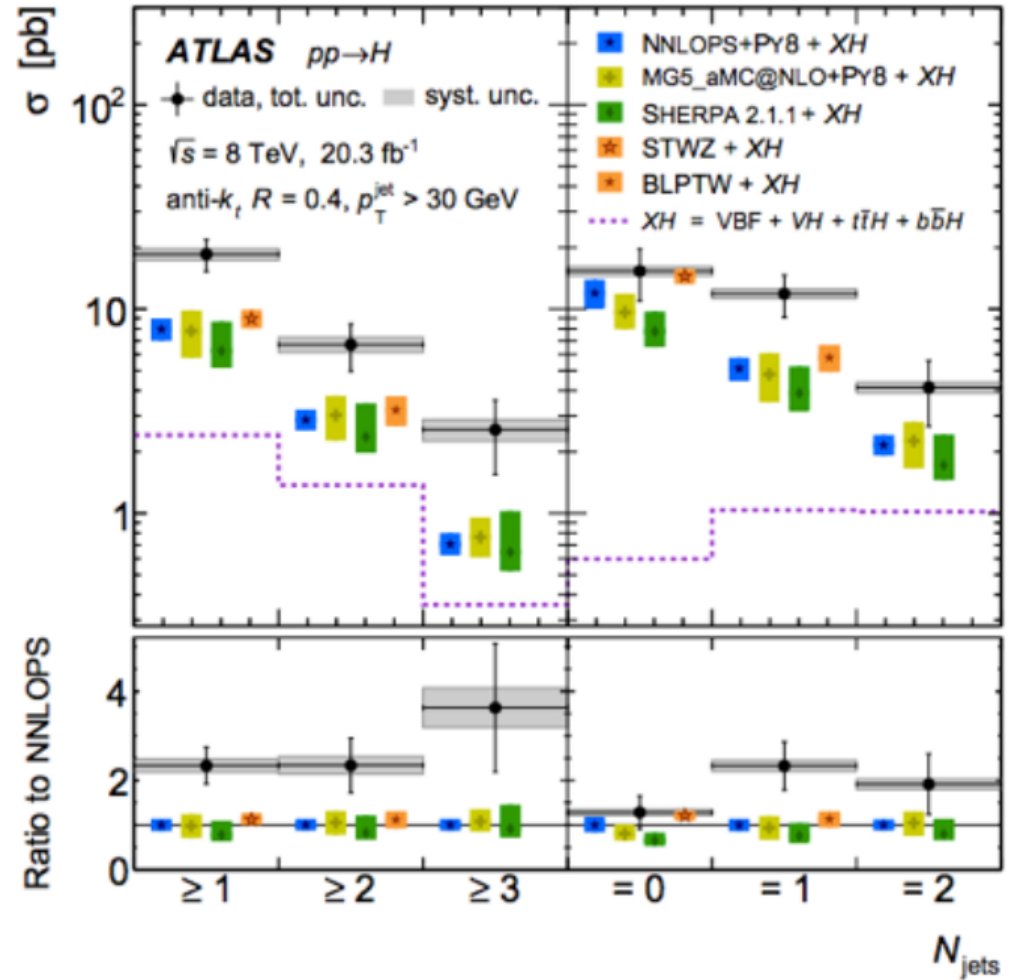 σ [pb]
10²
10
1
ATLAS pp→H
data, tot. unc. syst. unc.
√s = 8 TeV, 20.3 fb⁻¹
anti-kₜ R = 0.4, p_T^jet > 30 GeV
NNLOPS+PY8 + XH
MG5_aMC@NLO+PY8 + XH
SHERPA 2.1.1 + XH
STWZ + XH
BLPTW + XH
XH = VBF + VH + tt̄H + bb̄H
Ratio to NNLOPS
4
2
0
≥ 1 ≥ 2 ≥ 3 = 0 = 1 = 2
N_jets